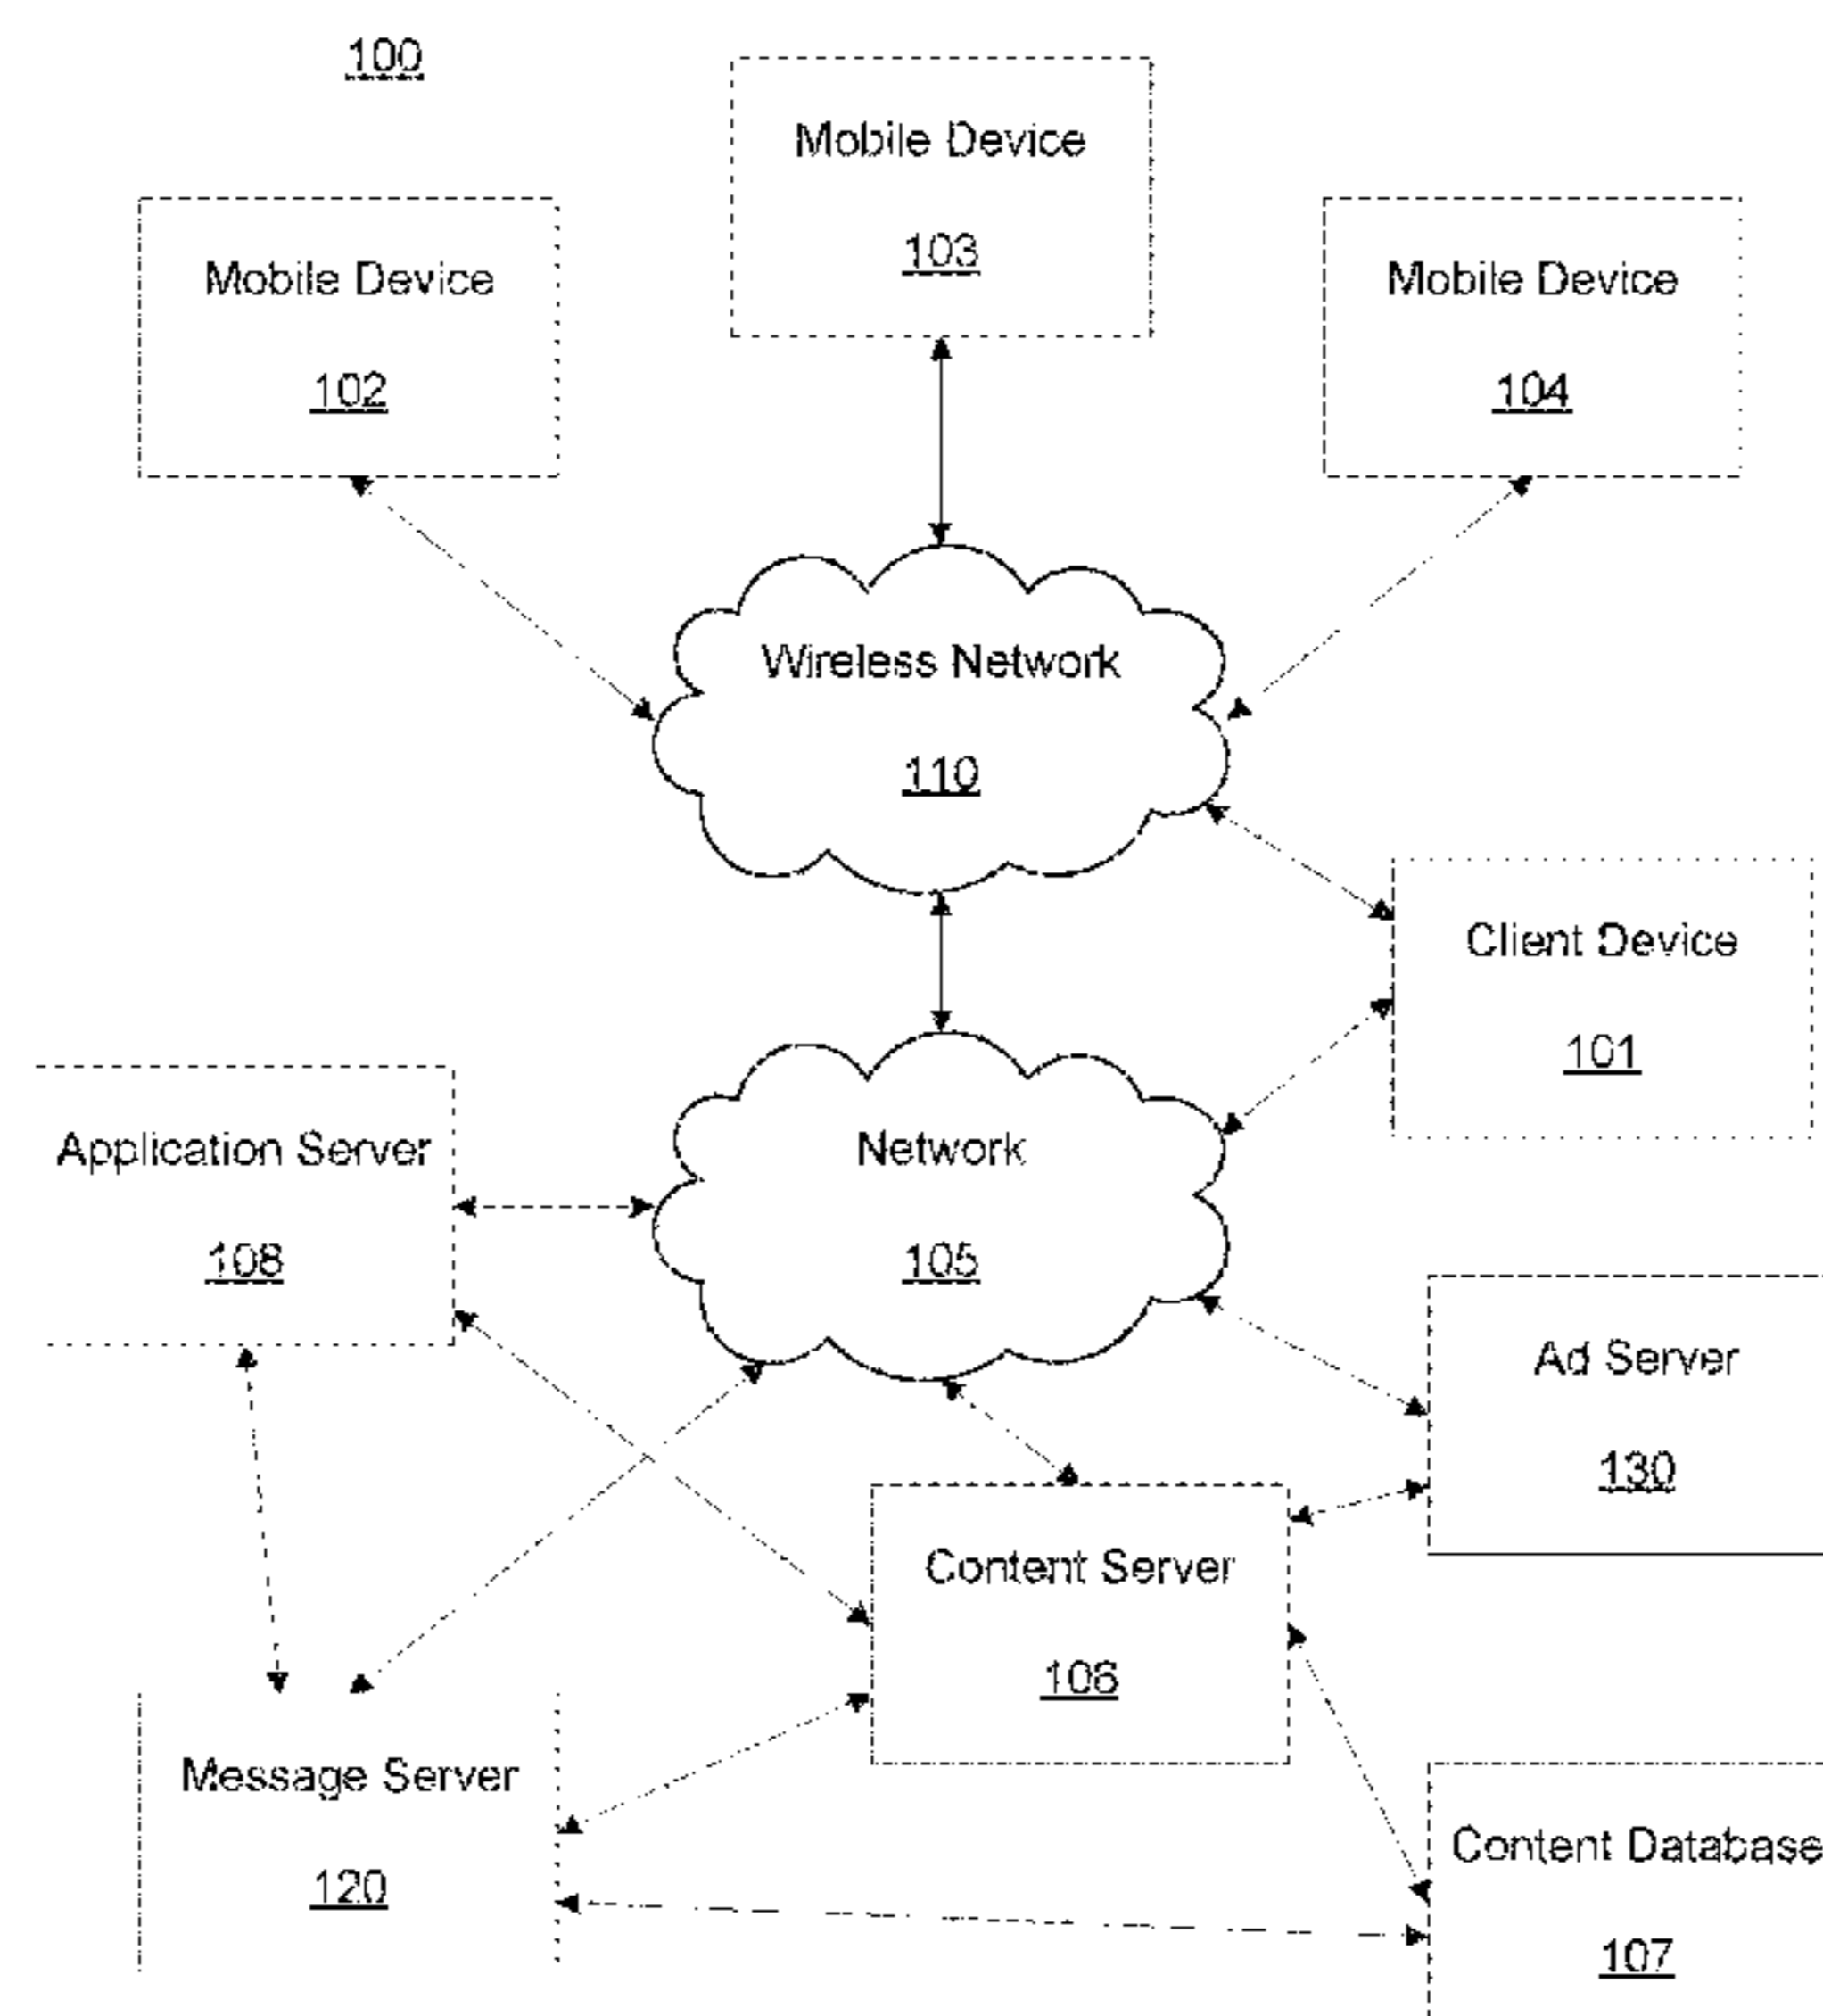 100
Mobile Device
103
Mobile Device
102
Mobile Device
104
Wireless Network
110
Client Device
101
Application Server
108
Network
105
Ad Server
130
Content Server
106
Message Server
120
Content Database
107